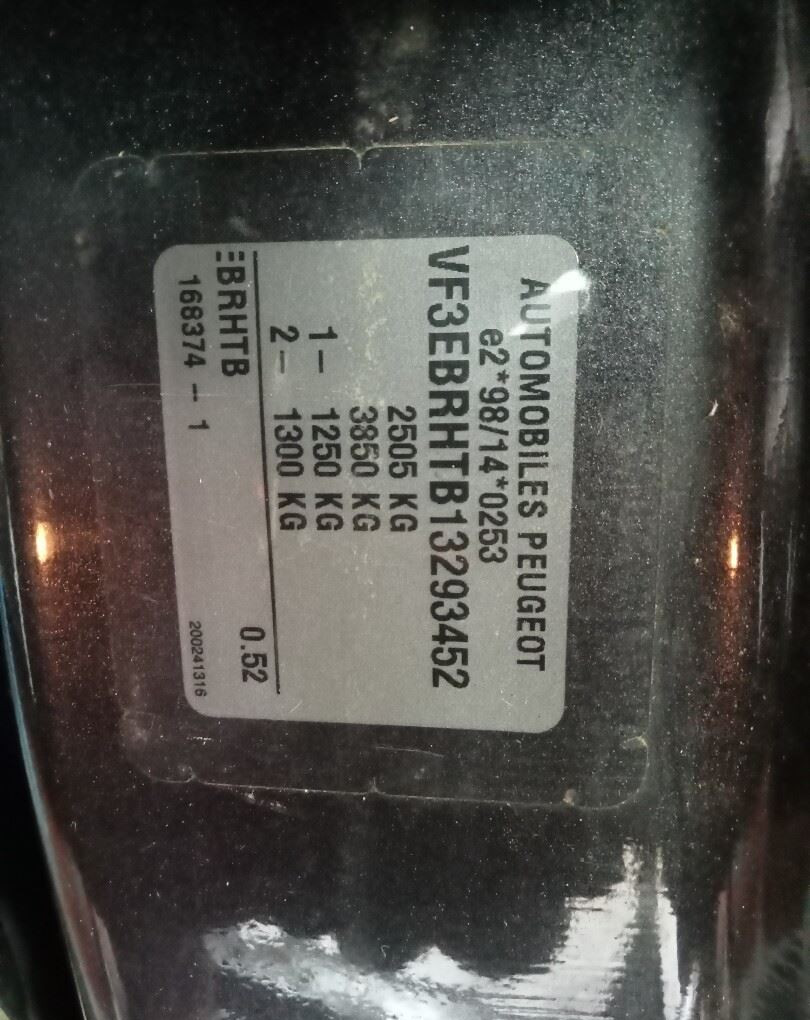 AUTOMOBILES PEUGEOT
e2*98/14*0253
VF3EBRHTB13293452
2505 KG
3850 KG
1 – 1250 KG
2 – 1300 KG
EBRHTB 0.52
168374 -- 1 200241316